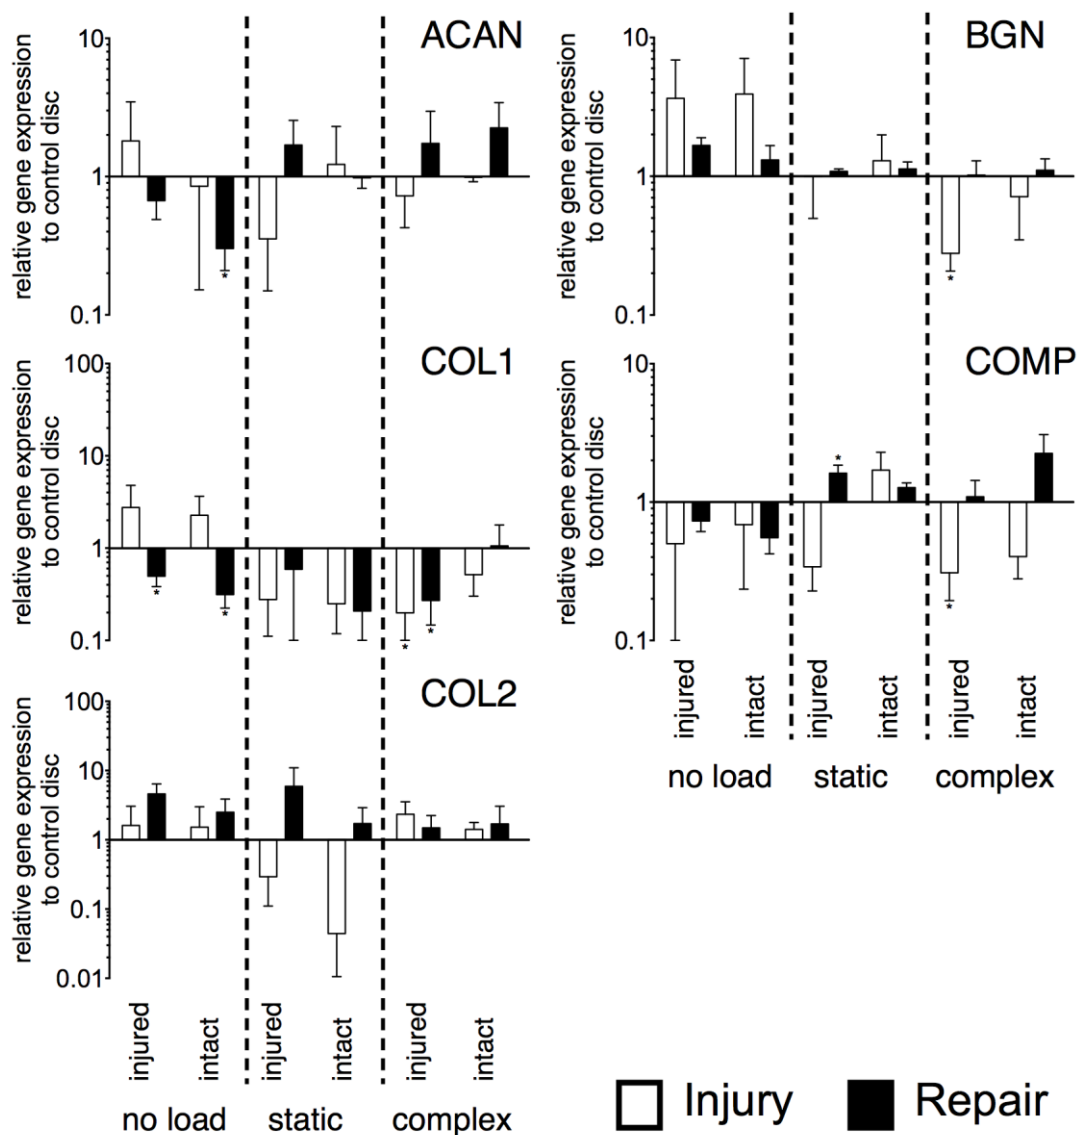 ACAN
relative gene expression
to control disc
10
1
0.1
*
COL1
relative gene expression
to control disc
100
10
1
0.1
*
*
*
*
COL2
relative gene expression
to control disc
100
10
1
0.1
0.01
injured
intact
injured
intact
injured
intact
no load
static
complex
BGN
relative gene expression
to control disc
10
1
0.1
*
COMP
relative gene expression
to control disc
10
1
0.1
*
*
injured
intact
injured
intact
injured
intact
no load
static
complex
Injury
Repair